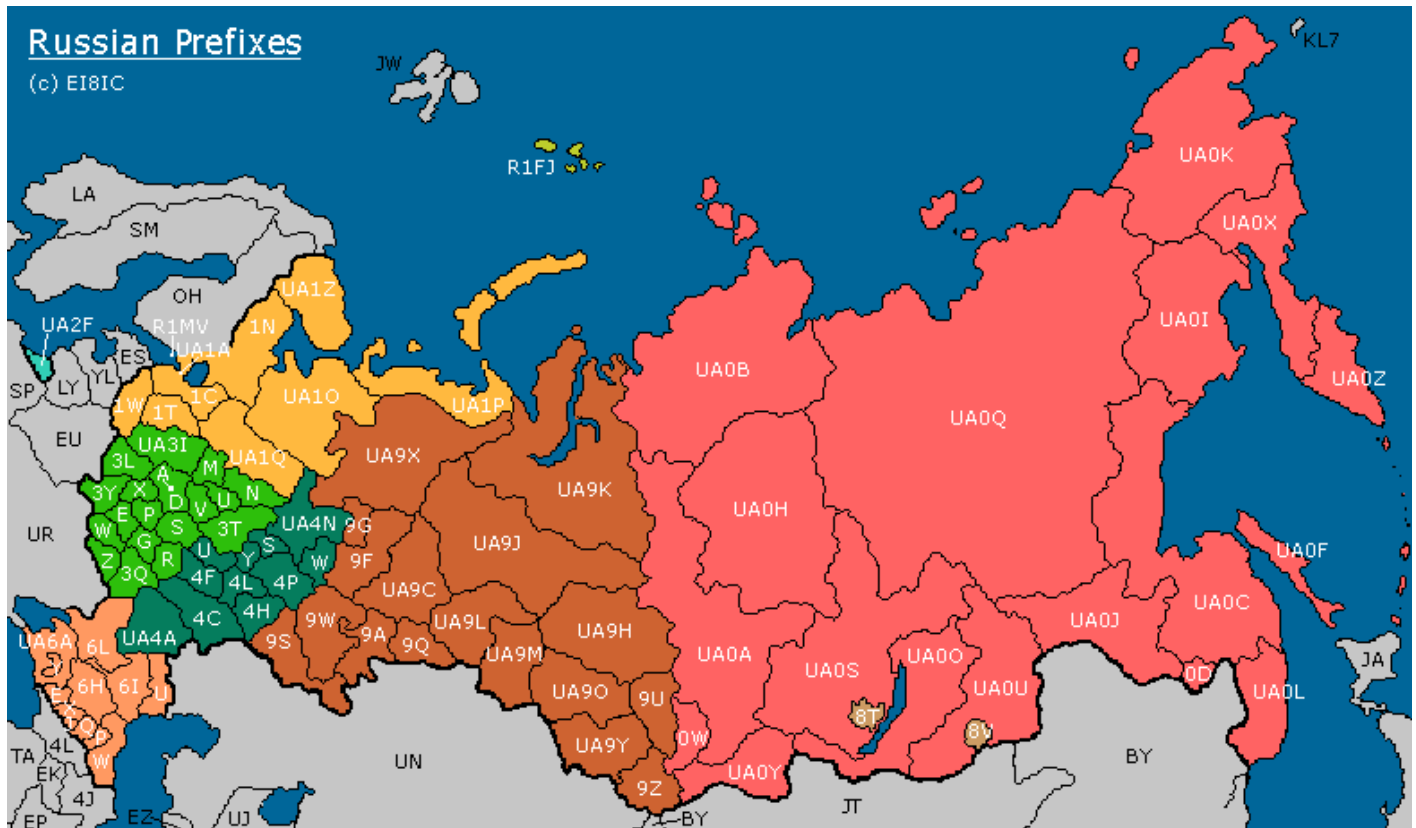 Russian Prefixes
(c) EI8IC
KL7
JW
R1FJ
UA0K
LA
UA0X
SM
UA1Z
OH
UA2F
R1MV
1N
UA0I
UA1A
ES
UA0B
YL
LY
SP
UA0Z
1C
UA1O
UA1P
1W
1T
UA0Q
EU
UA3I
UA9X
UA1Q
3L
M
A
UA9K
3Y
X
D
V
U
N
UA0H
E
P
S
3T
UA4N
9G
W
UR
G
U
S
UA9J
UA0F
Z
R
Y
W
9F
3Q
4F
4L
4P
UA9C
UA0C
4C
4H
9W
UA9L
UA0J
UA4A
9S
9A
9Q
UA9H
UA6A
6L
UA9M
UA0A
UA0S
UA0O
JA
J
6H
6I
U
UA9O
9U
UA0U
0D
UA0L
E
X
Q
P
8T
8V
0W
UA9Y
4L
TA
W
UN
UA0Y
BY
EK
4J
9Z
JT
EP
EZ
UJ
BY